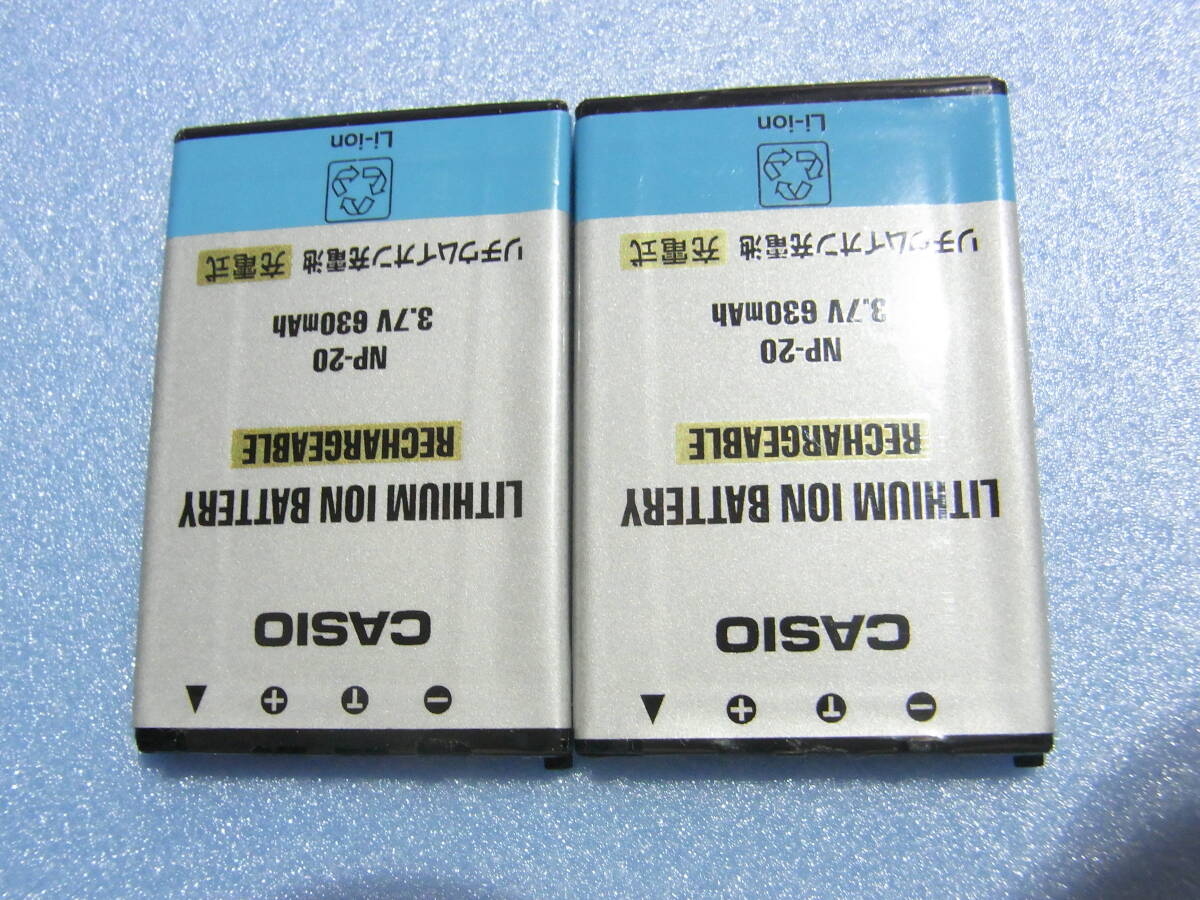 − T + ▲
CASIO
LITHIUM ION BATTERY
RECHARGEABLE
NP-20
3.7V 630mAh
リチウムイオン充電池 充電式
Li-ion
− T + ▲
CASIO
LITHIUM ION BATTERY
RECHARGEABLE
NP-20
3.7V 630mAh
リチウムイオン充電池 充電式
Li-ion